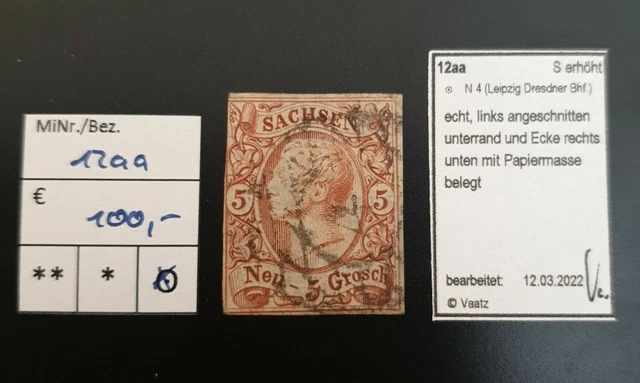 MiNr./Bez.
12aa
€
100,-
** * O
SACHSEN
5 5
Neu- 5 Grosch
12aa S erhöht
⊙ N 4 (Leipzig Dresdner Bhf.)
echt, links angeschnitten
unterrand und Ecke rechts
unten mit Papiermasse
belegt
bearbeitet: 12.03.2022
© Vaatz